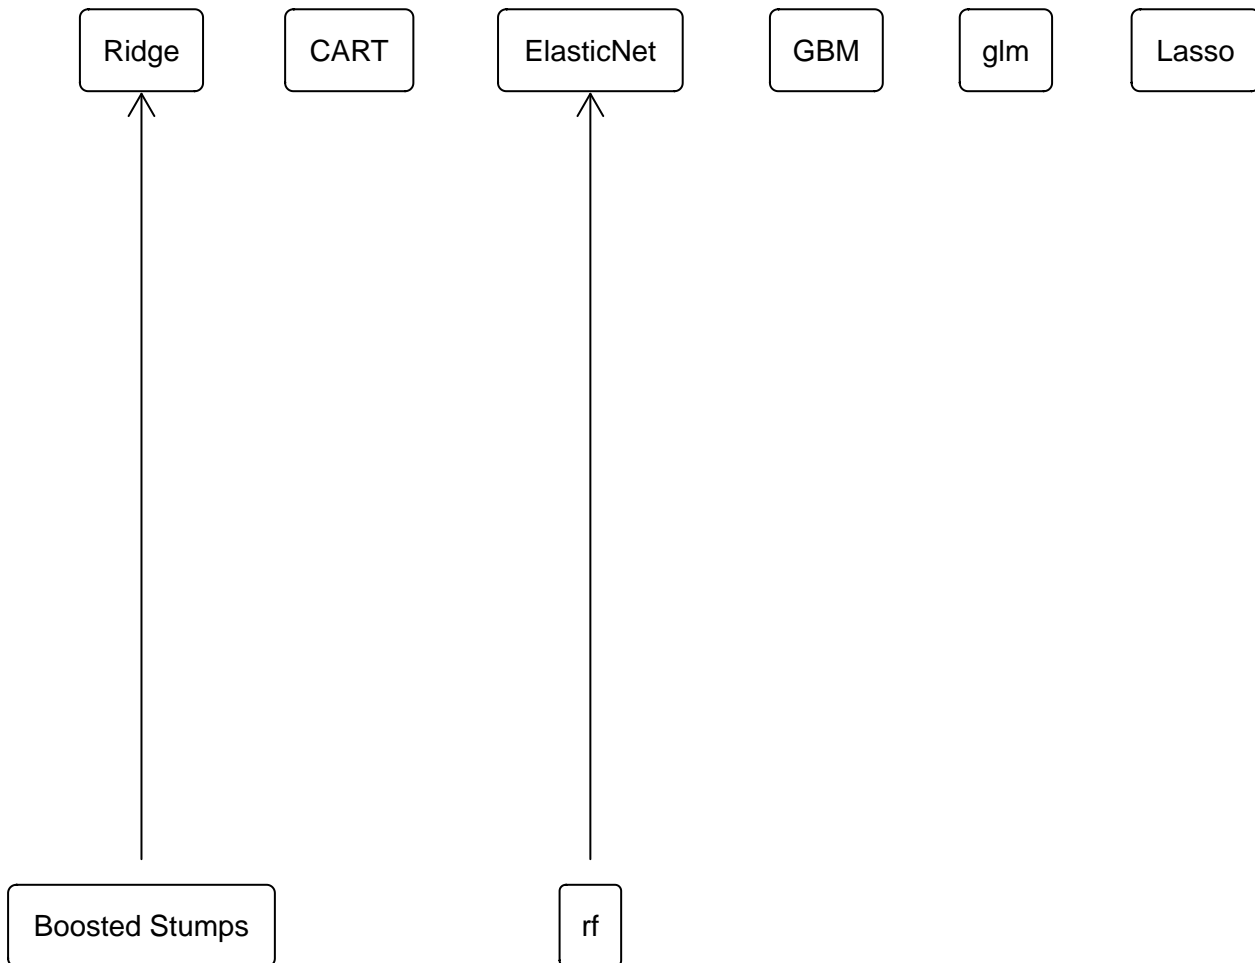 Ridge
CART
ElasticNet
GBM
glm
Lasso
Boosted Stumps
rf